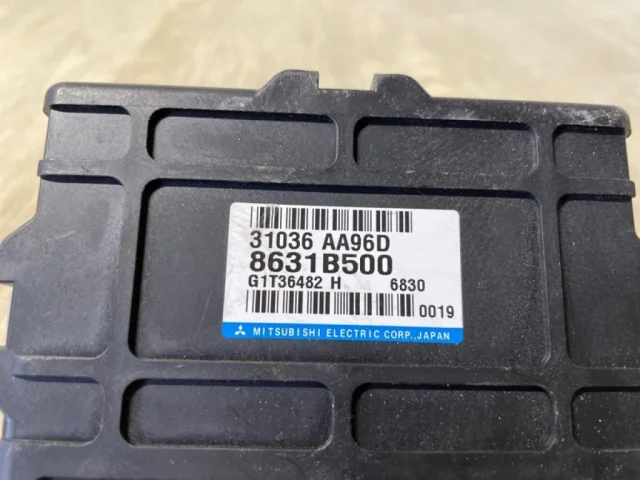 31036 AA96D
8631B500
G1T36482 H 6830
0019
MITSUBISHI ELECTRIC CORP.,JAPAN